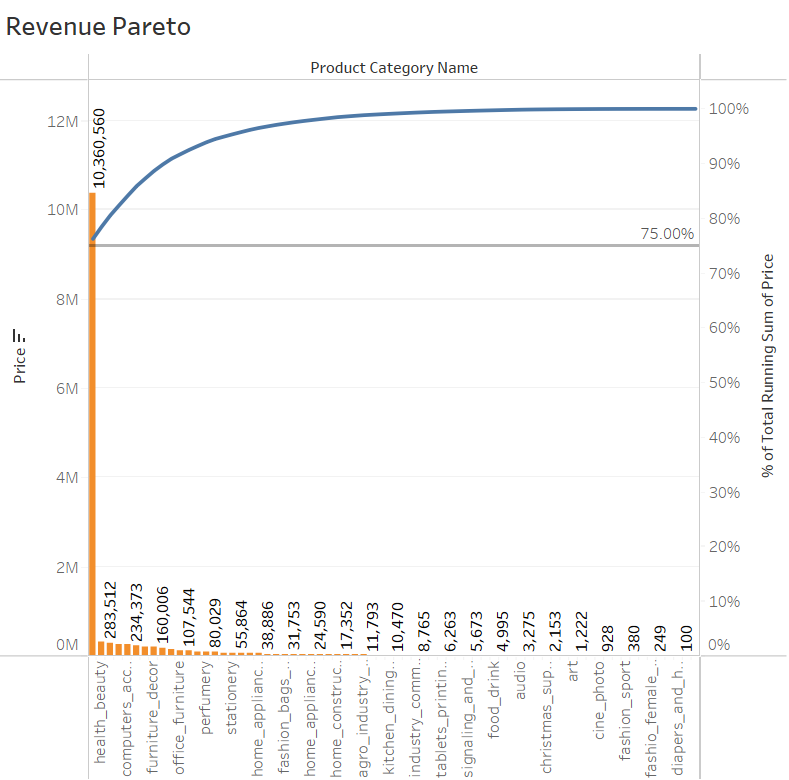 Revenue Pareto
Product Category Name
12M
10M
8M
6M
4M
2M
0M
Price
100%
90%
80%
70%
60%
50%
40%
30%
20%
10%
0%
% of Total Running Sum of Price
75.00%
10,360,560
283,512
234,373
160,006
107,544
80,029
55,864
38,886
31,753
24,590
17,352
11,793
10,470
8,765
6,263
5,673
4,995
3,275
2,153
1,222
928
380
249
100
health_beauty
computers_acc..
furniture_decor
office_furniture
perfumery
stationery
home_applianc..
fashion_bags_..
home_applianc..
home_construc..
agro_industry_..
kitchen_dining..
industry_comm..
tablets_printin..
signaling_and_..
food_drink
audio
christmas_sup..
art
cine_photo
fashion_sport
fashio_female_..
diapers_and_h..